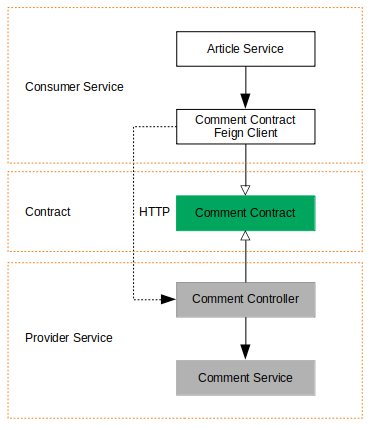 Article Service
Consumer Service
Comment Contract
Feign Client
Contract
HTTP
Comment Contract
Comment Controller
Provider Service
Comment Service